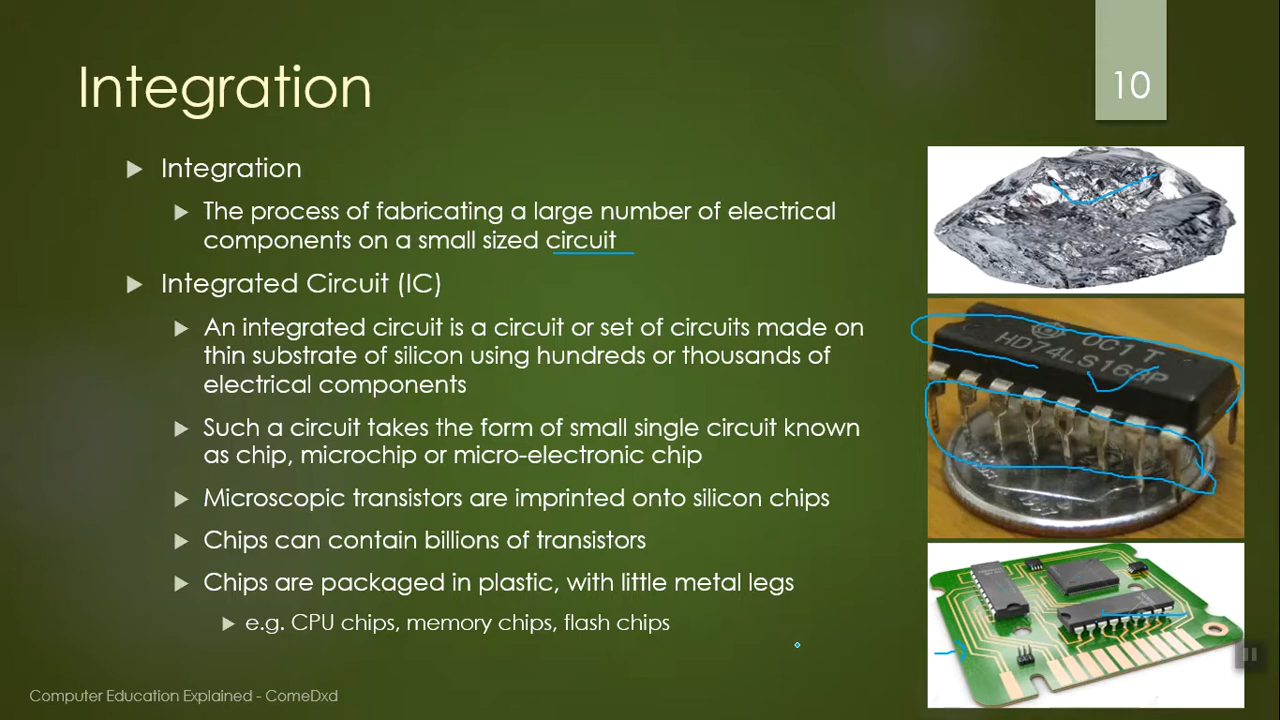 Integration
10
Integration
The process of fabricating a large number of electrical
components on a small sized circuit
Integrated Circuit (IC)
An integrated circuit is a circuit or set of circuits made on
thin substrate of silicon using hundreds or thousands of
electrical components
Such a circuit takes the form of small single circuit known
as chip, microchip or micro-electronic chip
Microscopic transistors are imprinted onto silicon chips
Chips can contain billions of transistors
Chips are packaged in plastic, with little metal legs
e.g. CPU chips, memory chips, flash chips
0C1 T
HD74LS163P
Computer Education Explained - ComeDxd